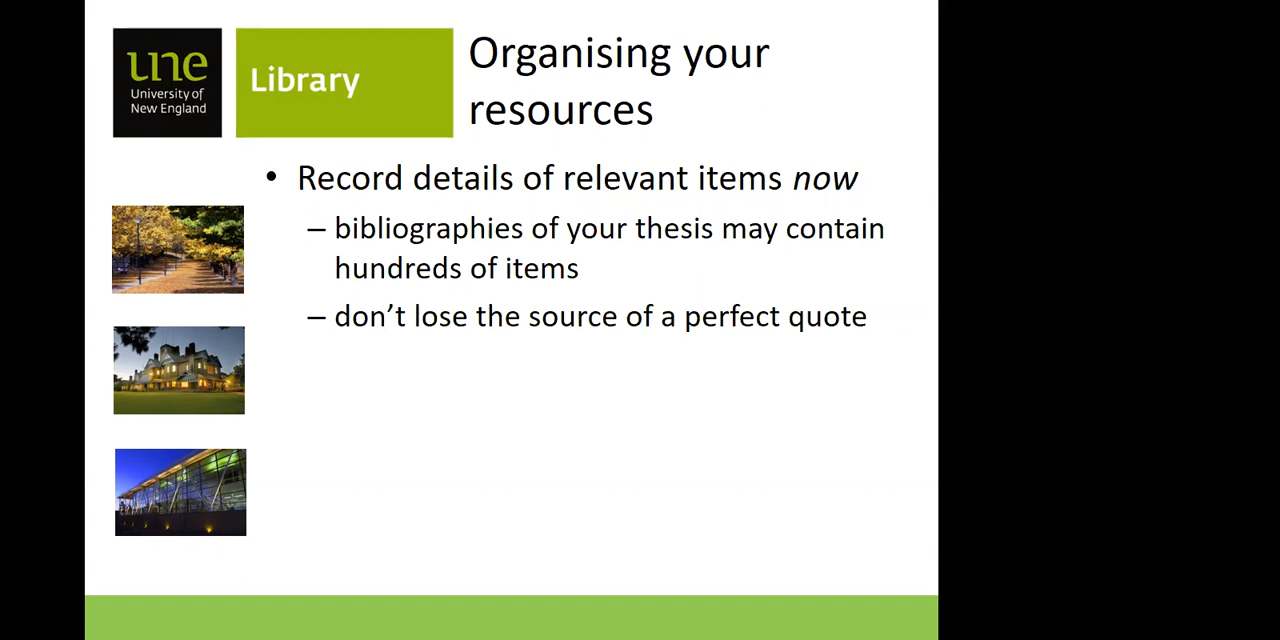 une
University of
New England
Library
Organising your
resources
• Record details of relevant items now
– bibliographies of your thesis may contain
hundreds of items
– don’t lose the source of a perfect quote